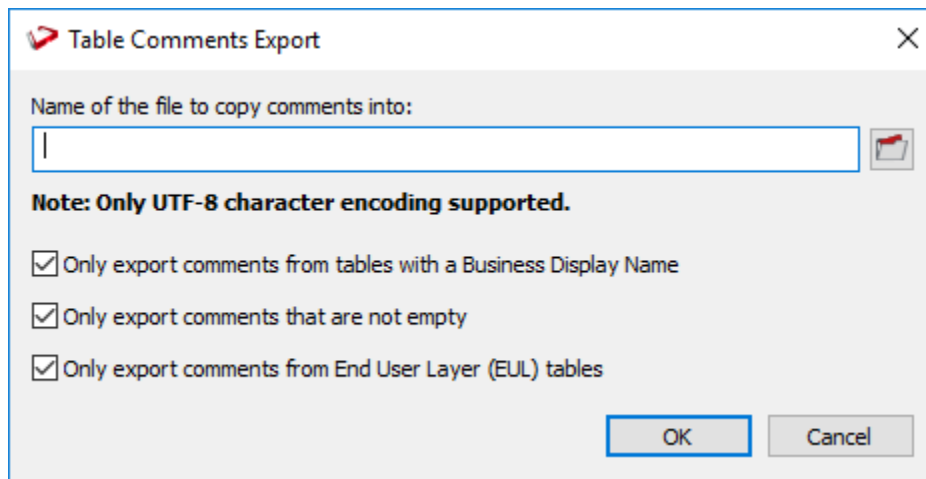 Table Comments Export
Name of the file to copy comments into:
Note: Only UTF-8 character encoding supported.
Only export comments from tables with a Business Display Name
Only export comments that are not empty
Only export comments from End User Layer (EUL) tables
OK Cancel